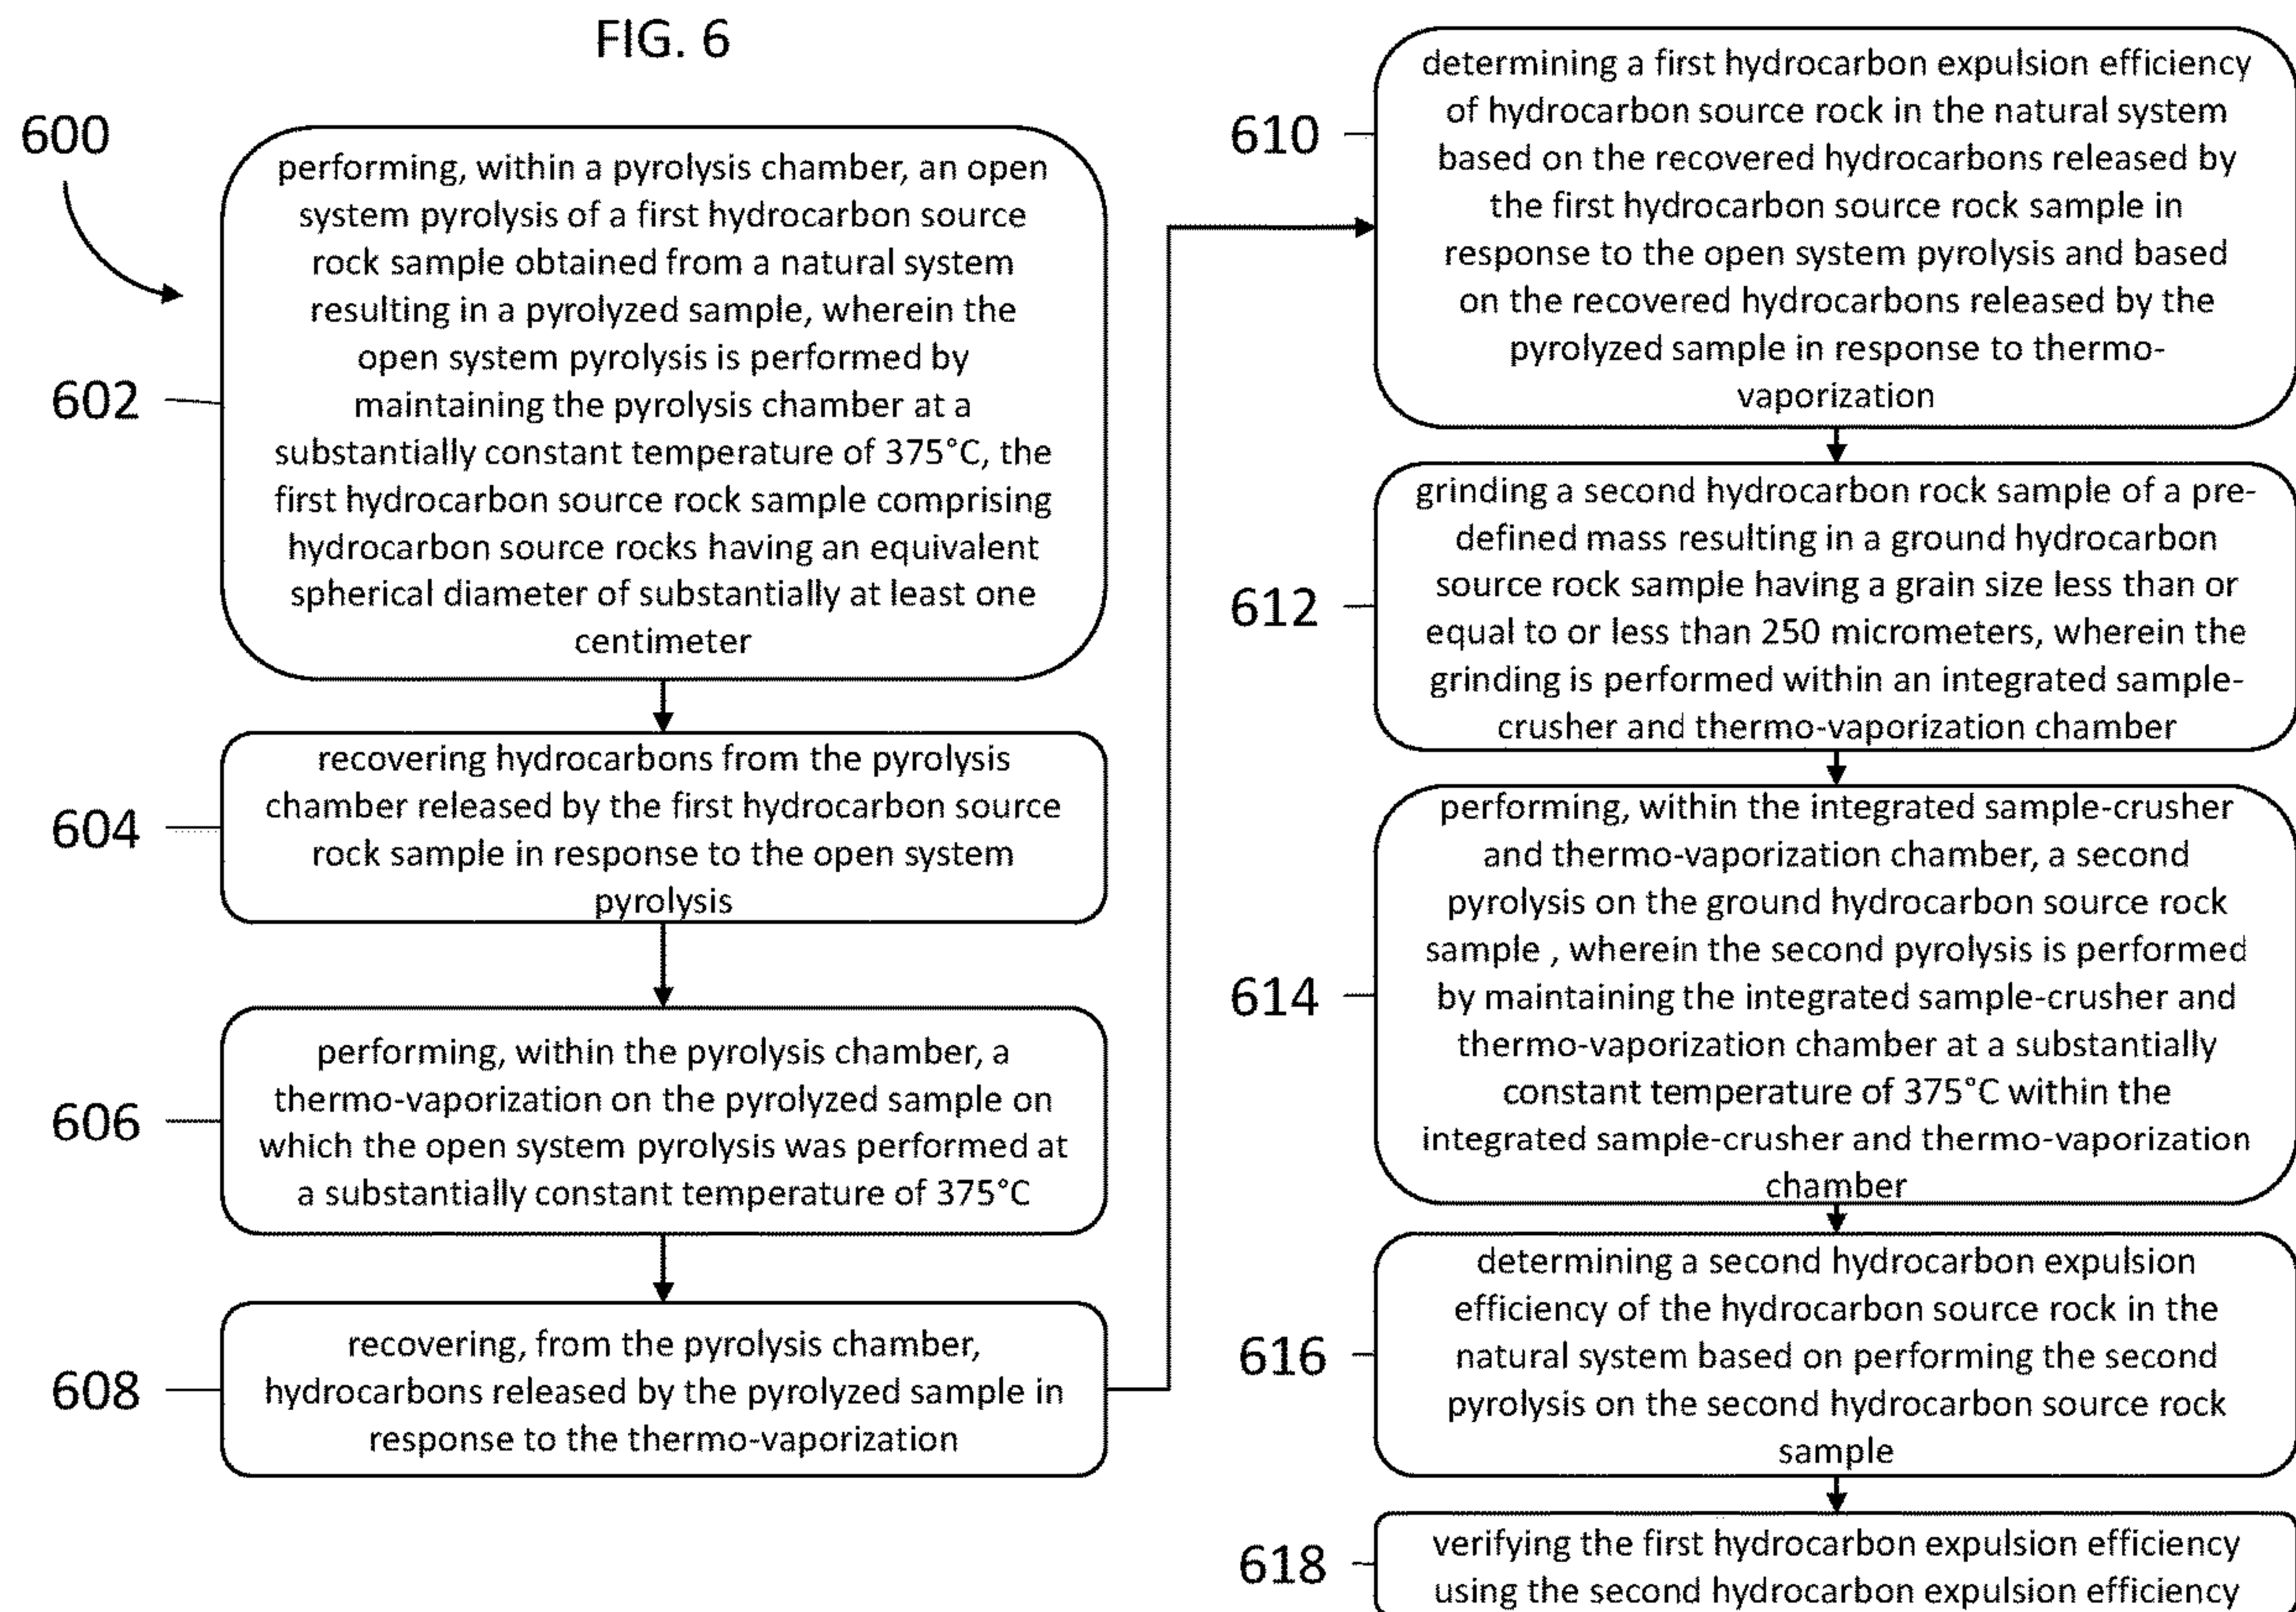 FIG. 6
600
602
performing, within a pyrolysis chamber, an open
system pyrolysis of a first hydrocarbon source
rock sample obtained from a natural system
resulting in a pyrolyzed sample, wherein the
open system pyrolysis is performed by
maintaining the pyrolysis chamber at a
substantially constant temperature of 375°C, the
first hydrocarbon source rock sample comprising
hydrocarbon source rocks having an equivalent
spherical diameter of substantially at least one
centimeter
604
recovering hydrocarbons from the pyrolysis
chamber released by the first hydrocarbon source
rock sample in response to the open system
pyrolysis
606
performing, within the pyrolysis chamber, a
thermo-vaporization on the pyrolyzed sample on
which the open system pyrolysis was performed at
a substantially constant temperature of 375°C
608
recovering, from the pyrolysis chamber,
hydrocarbons released by the pyrolyzed sample in
response to the thermo-vaporization
610
determining a first hydrocarbon expulsion efficiency
of hydrocarbon source rock in the natural system
based on the recovered hydrocarbons released by
the first hydrocarbon source rock sample in
response to the open system pyrolysis and based
on the recovered hydrocarbons released by the
pyrolyzed sample in response to thermo-
vaporization
612
grinding a second hydrocarbon rock sample of a pre-
defined mass resulting in a ground hydrocarbon
source rock sample having a grain size less than or
equal to or less than 250 micrometers, wherein the
grinding is performed within an integrated sample-
crusher and thermo-vaporization chamber
614
performing, within the integrated sample-crusher
and thermo-vaporization chamber, a second
pyrolysis on the ground hydrocarbon source rock
sample , wherein the second pyrolysis is performed
by maintaining the integrated sample-crusher and
thermo-vaporization chamber at a substantially
constant temperature of 375°C within the
integrated sample-crusher and thermo-vaporization
chamber
616
determining a second hydrocarbon expulsion
efficiency of the hydrocarbon source rock in the
natural system based on performing the second
pyrolysis on the second hydrocarbon source rock
sample
618
verifying the first hydrocarbon expulsion efficiency
using the second hydrocarbon expulsion efficiency